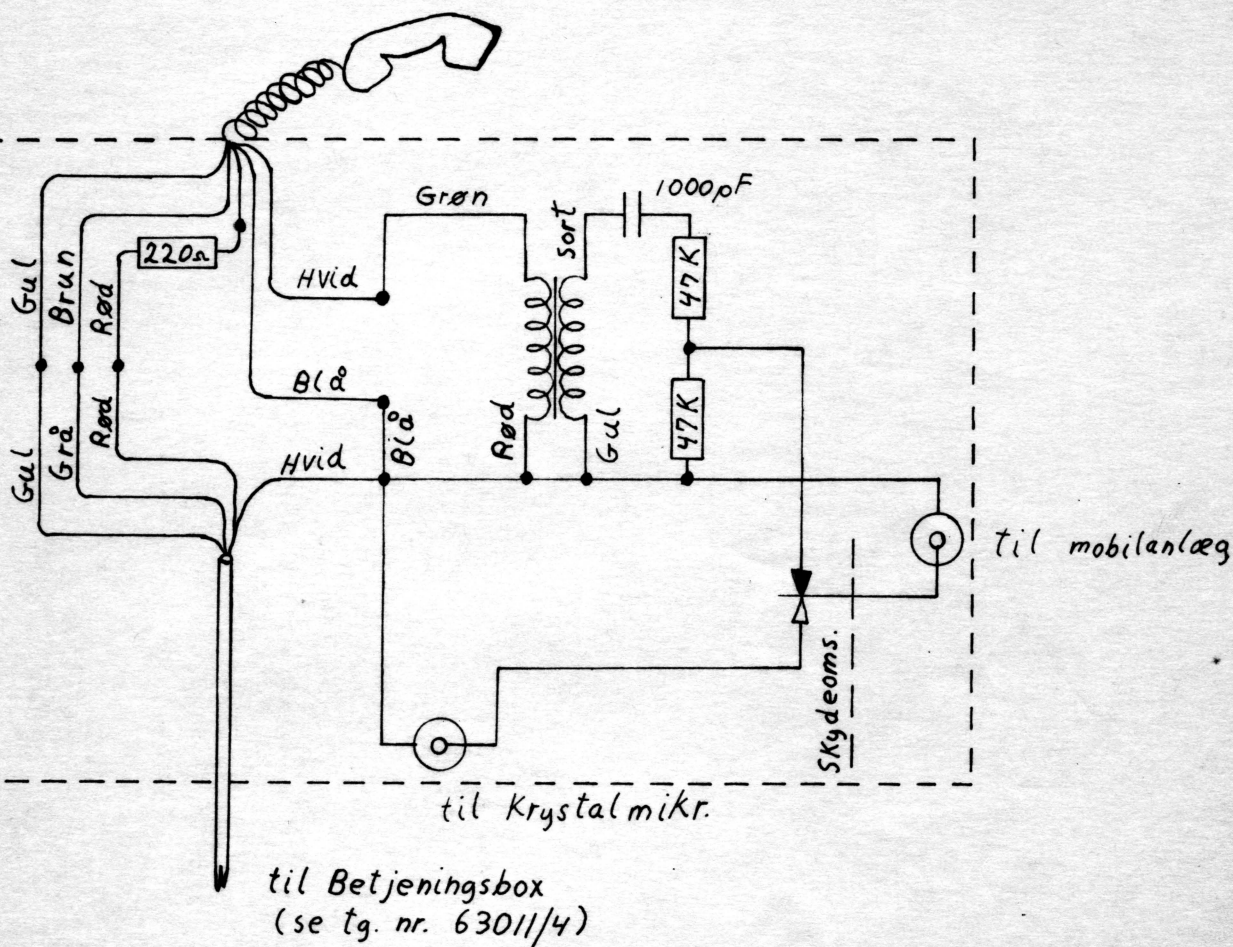 1000pF
Grøn
sort
220Ω
HVid
47K
Gul
Brun
Rød
Blå
47K
Rød
Gul
Blå
Gul
Grå
Rød
Hvid
til mobilanlæg
Skydeoms.
til Krystalmikr.
til Betjeningsbox
(se tg. nr. 63011/4)